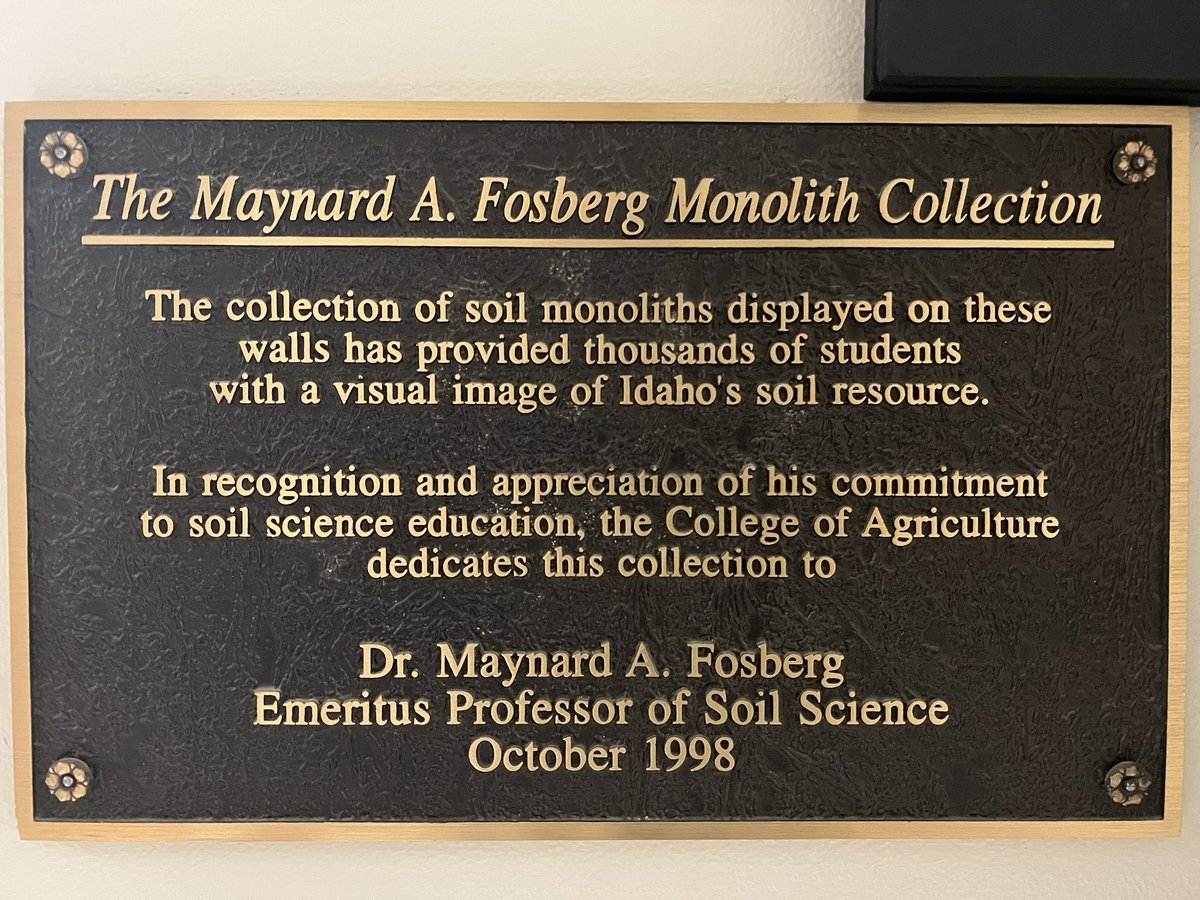 The Maynard A. Fosberg Monolith Collection
The collection of soil monoliths displayed on these
walls has provided thousands of students
with a visual image of Idaho's soil resource.
In recognition and appreciation of his commitment
to soil science education, the College of Agriculture
dedicates this collection to
Dr. Maynard A. Fosberg
Emeritus Professor of Soil Science
October 1998